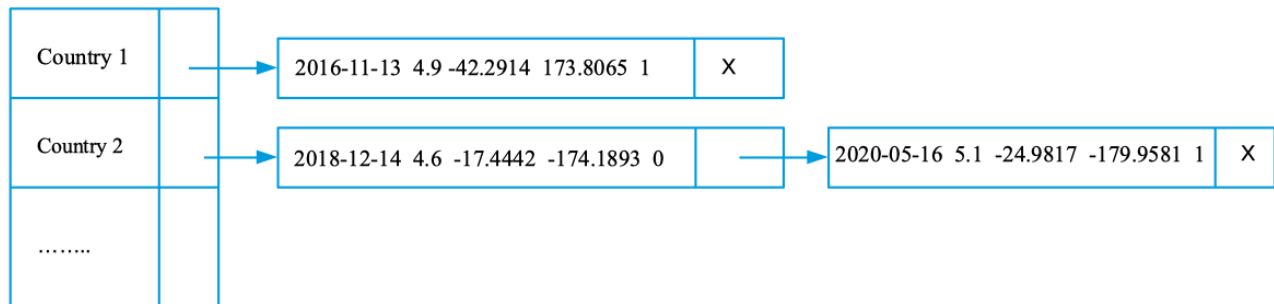 Country 1
2016-11-13 4.9 -42.2914 173.8065 1
X
Country 2
2018-12-14 4.6 -17.4442 -174.1893 0
2020-05-16 5.1 -24.9817 -179.9581 1
X
……..